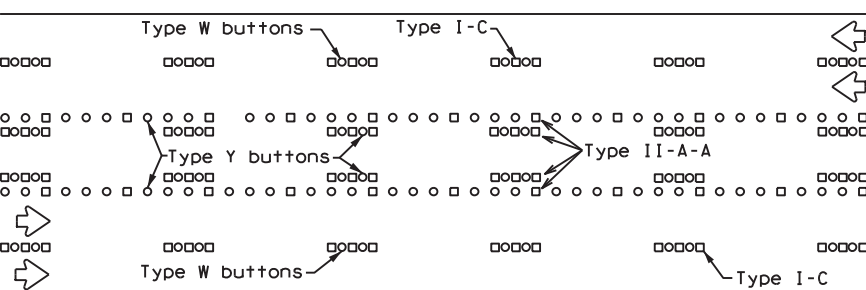 Type W buttons
Type I-C
Type Y buttons
Type II-A-A
Type W buttons
Type I-C